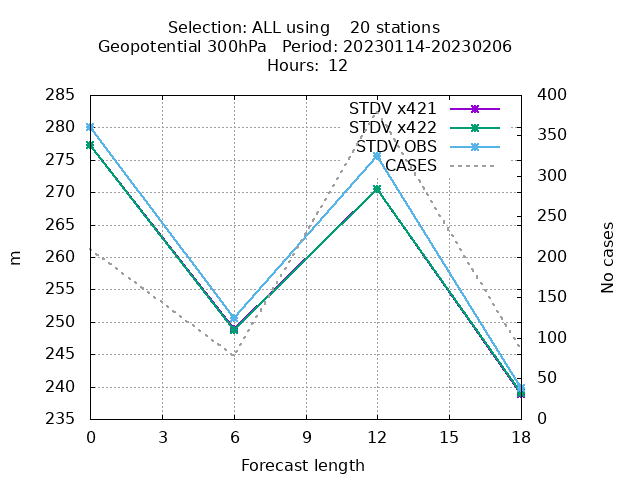 Selection: ALL using    20 stations
Geopotential 300hPa   Period: 20230114-20230206
Hours:  12
STDV x421
STDV x422
STDV OBS
CASES
285
280
275
270
265
260
255
250
245
240
235
m
400
350
300
250
200
150
100
50
0
No cases
0 3 6 9 12 15 18
Forecast length